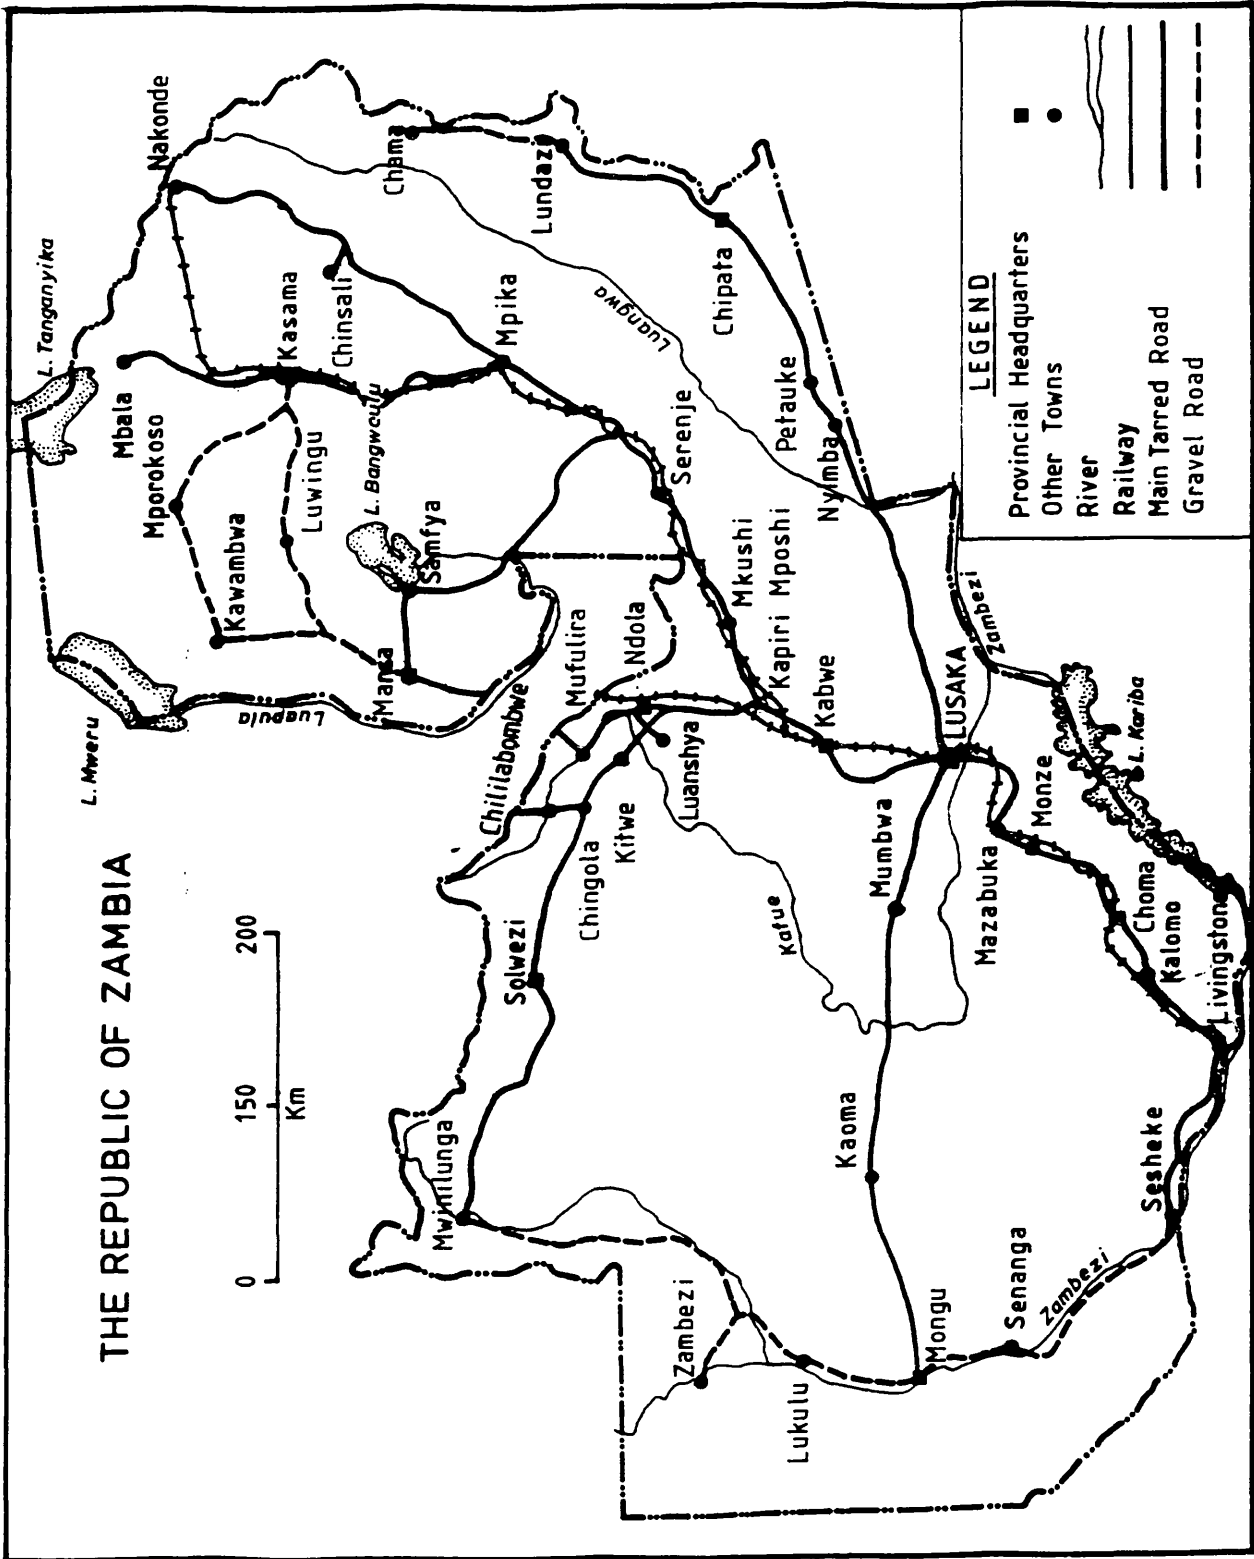 THE REPUBLIC OF ZAMBIA
0 150 200
Km
L. Mweru
L. Tanganyika
Nakonde
Mbala
Mporokoso
Kawambwa
Kasama
Luwingu
Chinsali
Chama
L. Bangweulu
Samfya
Mansa
Luapula
Mpika
Lundazi
Luangwa
Chipata
Serenje
Petauke
Nyimba
Mkushi
Kapiri Mposhi
Ndola
Mufulira
Chililabombwe
Luanshya
Kitwe
Chingola
Solwezi
Mwinilunga
Kabwe
LUSAKA
Kafue
Mumbwa
Mazabuka
Monze
Choma
Kalomo
Livingstone
L. Kariba
Zambezi
Kaoma
Sesheke
Senanga
Zambezi
Mongu
Lukulu
Zambezi
LEGEND
Provincial Headquarters
Other Towns
River
Railway
Main Tarred Road
Gravel Road